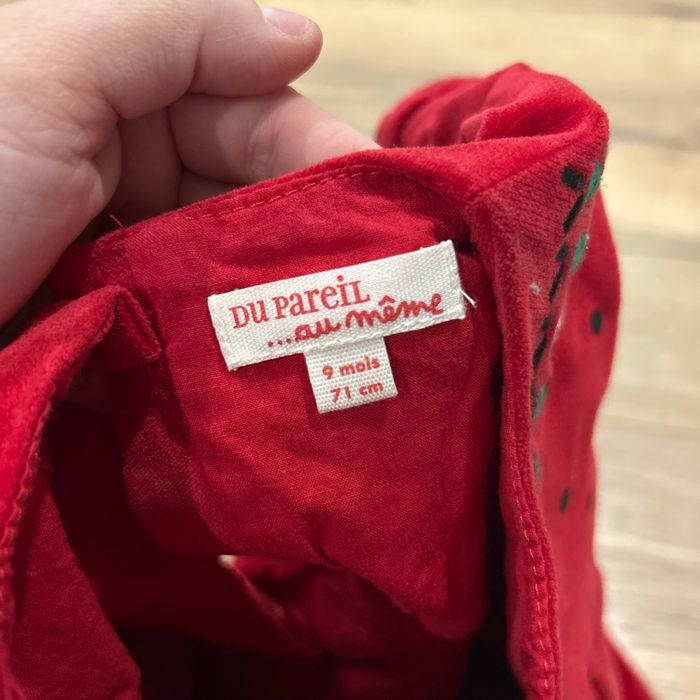 DU PaReiL
...au même
9 mois
71 cm